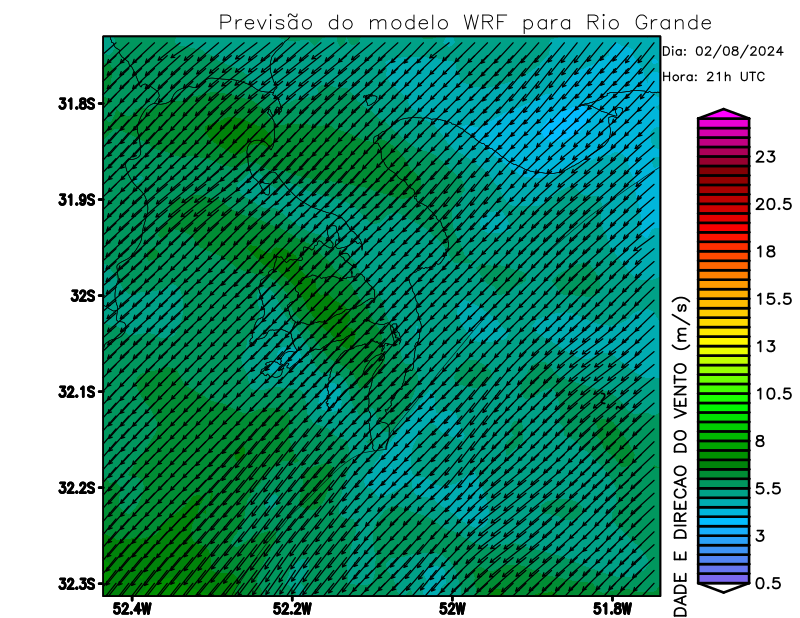 Previsão do modelo WRF para Rio Grande
Dia: 02/08/2024
Hora: 21h UTC
31.8S
31.9S
32S
32.1S
32.2S
32.3S
52.4W
52.2W
52W
51.8W
DADE E DIRECAO DO VENTO (m/s)
23
20.5
18
15.5
13
10.5
8
5.5
3
0.5